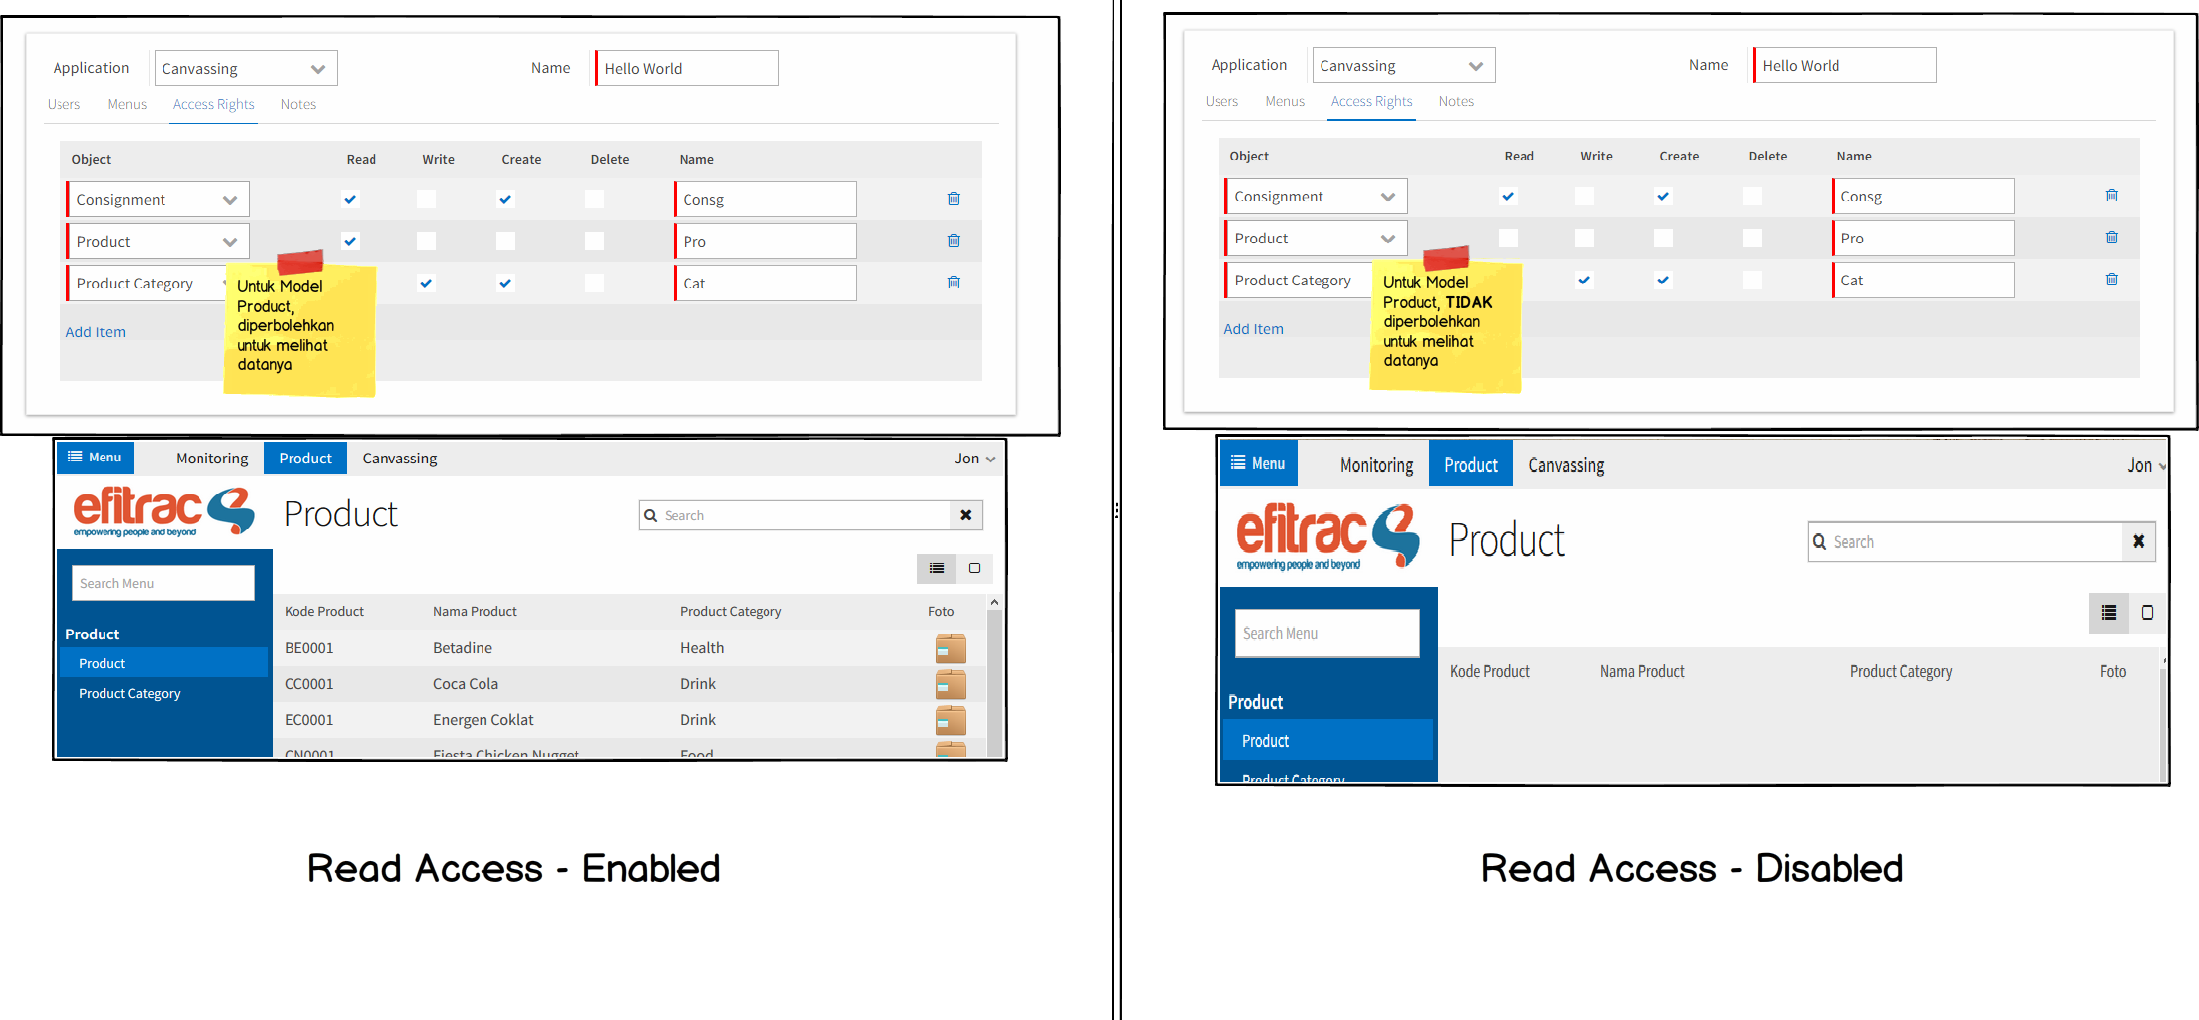 Application Canvassing Name Hello World
Users Menus Access Rights Notes
Object Read Write Create Delete Name
Consignment Consg
Product Pro
Product Category Cat
Add Item
Untuk Model
Product,
diperbolehkan
untuk melihat
datanya
Menu Monitoring Product Canvassing Jon
efitrac
empowering people and beyond
Product
Search
Search Menu
Product
Product
Product Category
Kode Product Nama Product Product Category Foto
BE0001 Betadine Health
CC0001 Coca Cola Drink
EC0001 Energen Coklat Drink
CN0001 Fiesta Chicken Nugget Food
Read Access - Enabled
Application Canvassing Name Hello World
Users Menus Access Rights Notes
Object Read Write Create Delete Name
Consignment Consg
Product Pro
Product Category Cat
Add Item
Untuk Model
Product, TIDAK
diperbolehkan
untuk melihat
datanya
Menu Monitoring Product Canvassing Jon
efitrac
empowering people and beyond
Product
Search
Search Menu
Product
Product
Product Category
Kode Product Nama Product Product Category Foto
Read Access - Disabled